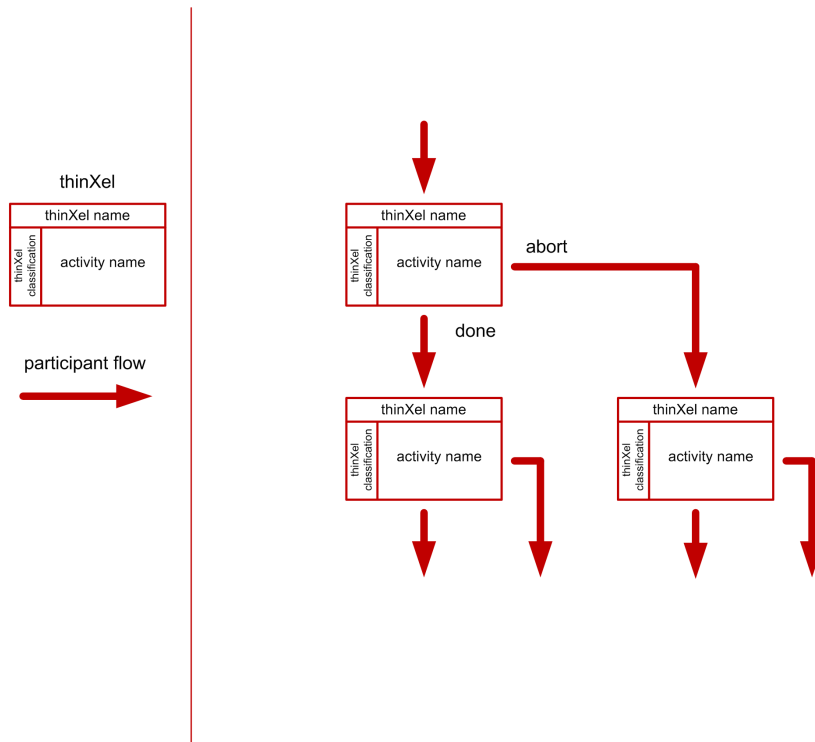 thinXel
thinXel name
thinXel
classification
activity name
participant flow
thinXel name
thinXel
classification
activity name
abort
done
thinXel name
thinXel
classification
activity name
thinXel name
thinXel
classification
activity name